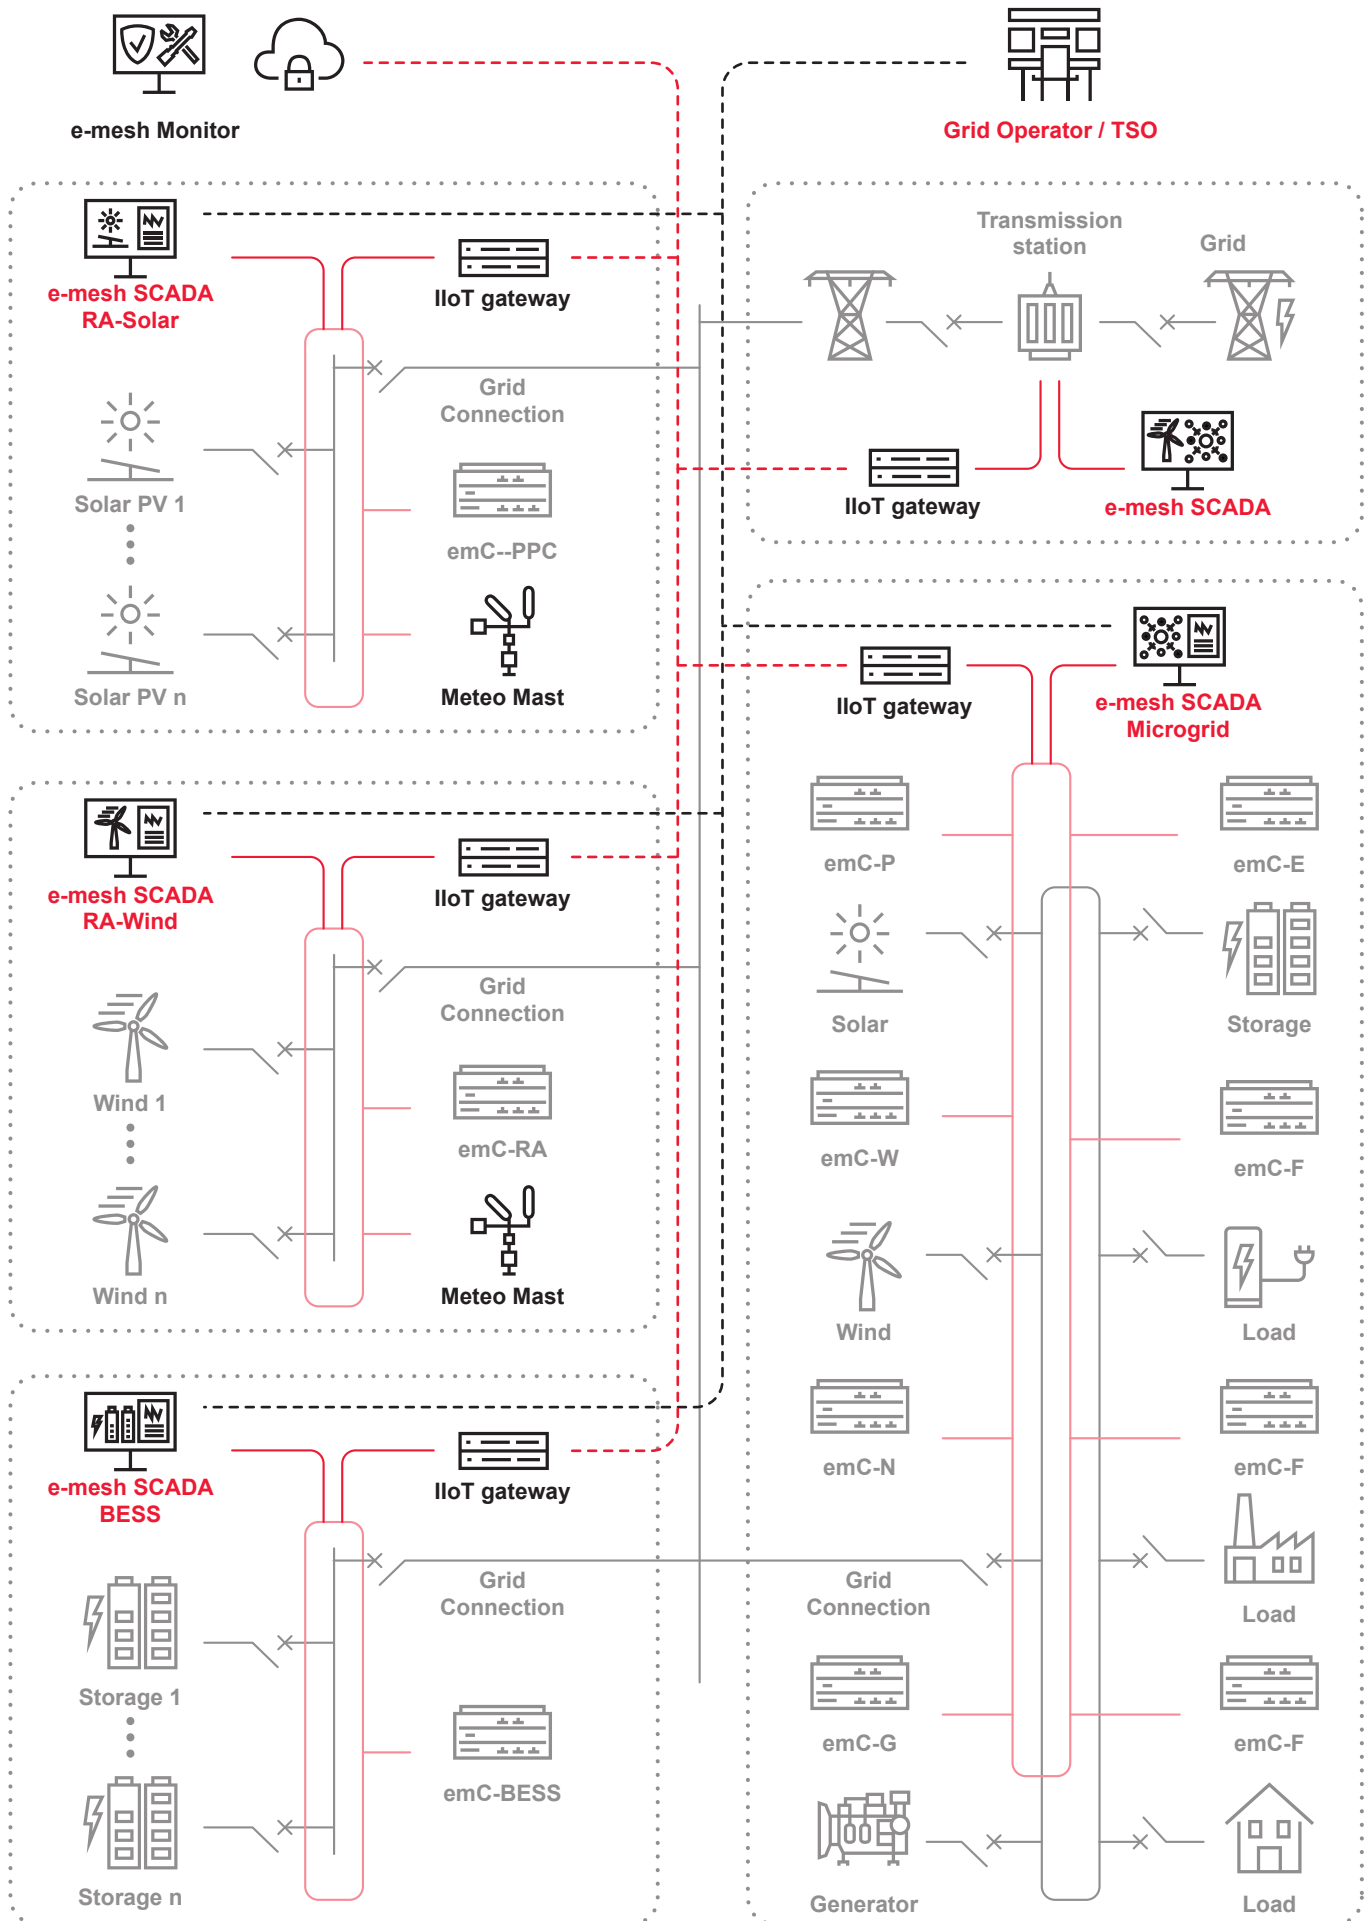 e-mesh Monitor
Grid Operator / TSO
e-mesh SCADA
RA-Solar
IIoT gateway
Grid
Connection
Solar PV 1
emC--PPC
Solar PV n
Meteo Mast
Transmission
station
Grid
IIoT gateway
e-mesh SCADA
e-mesh SCADA
RA-Wind
IIoT gateway
Grid
Connection
Wind 1
emC-RA
Wind n
Meteo Mast
e-mesh SCADA
BESS
IIoT gateway
Grid
Connection
Storage 1
emC-BESS
Storage n
IIoT gateway
e-mesh SCADA
Microgrid
emC-P
emC-E
Solar
Storage
emC-W
emC-F
Wind
Load
emC-N
emC-F
Grid
Connection
Load
emC-G
emC-F
Generator
Load